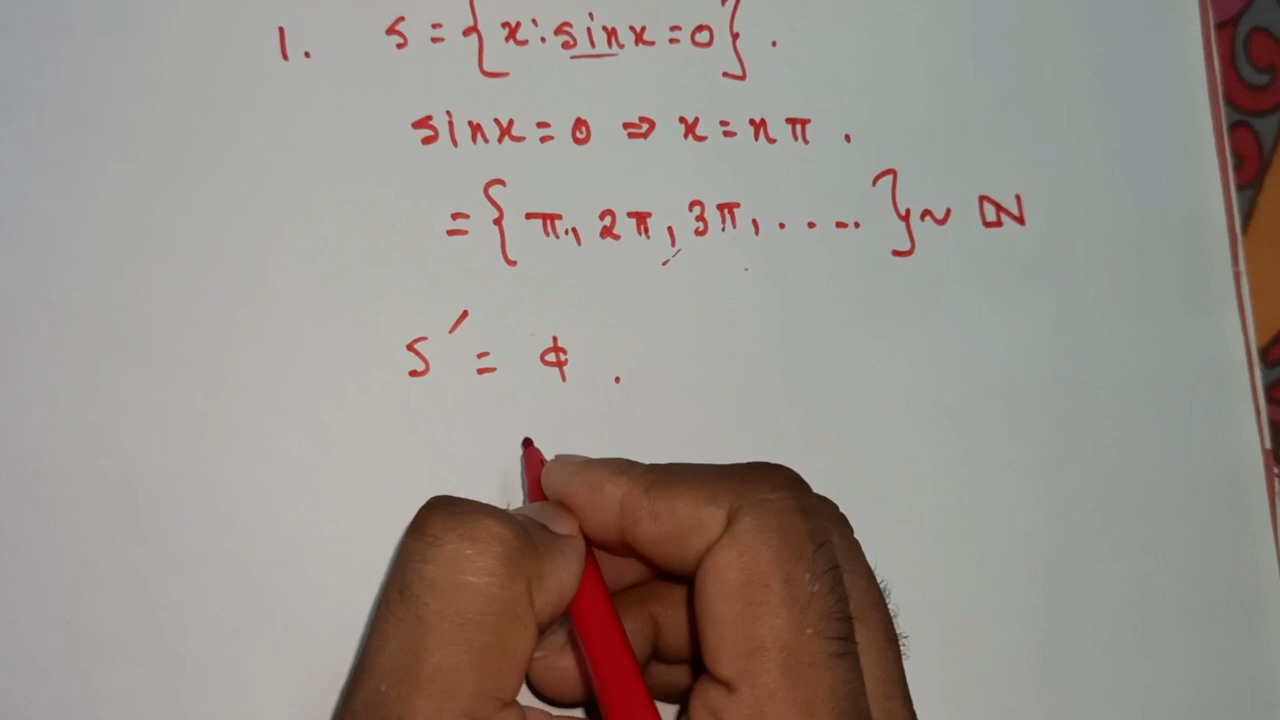 1. S = { x : sinx = 0 } .
sinx = 0 ⇒ x = nπ .
= { π, 2π, 3π, ..... } ~ ℕ
S' = ϕ .